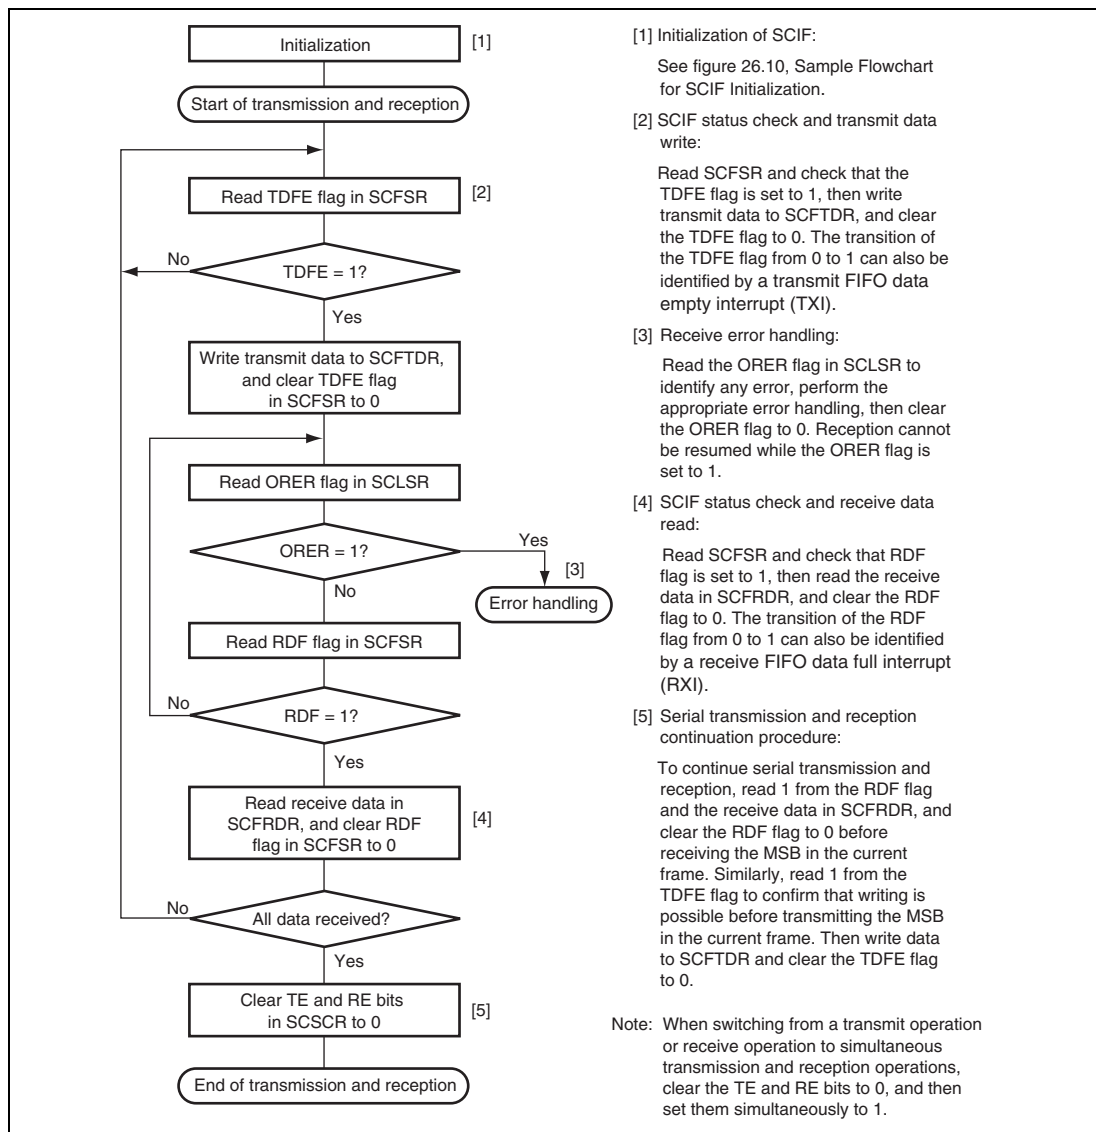 Initialization
[1]
Start of transmission and reception
Read TDFE flag in SCFSR
[2]
No
TDFE = 1?
Yes
Write transmit data to SCFTDR,
and clear TDFE flag
in SCFSR to 0
Read ORER flag in SCLSR
ORER = 1?
Yes
[3]
No
Error handling
Read RDF flag in SCFSR
No
RDF = 1?
Yes
Read receive data in
SCFRDR, and clear RDF
flag in SCFSR to 0
[4]
No
All data received?
Yes
Clear TE and RE bits
in SCSCR to 0
[5]
End of transmission and reception
[1] Initialization of SCIF:
See figure 26.10, Sample Flowchart
for SCIF Initialization.
[2] SCIF status check and transmit data
write:
Read SCFSR and check that the
TDFE flag is set to 1, then write
transmit data to SCFTDR, and clear
the TDFE flag to 0. The transition of
the TDFE flag from 0 to 1 can also be
identified by a transmit FIFO data
empty interrupt (TXI).
[3] Receive error handling:
Read the ORER flag in SCLSR to
identify any error, perform the
appropriate error handling, then clear
the ORER flag to 0. Reception cannot
be resumed while the ORER flag is
set to 1.
[4] SCIF status check and receive data
read:
Read SCFSR and check that RDF
flag is set to 1, then read the receive
data in SCFRDR, and clear the RDF
flag to 0. The transition of the RDF
flag from 0 to 1 can also be identified
by a receive FIFO data full interrupt
(RXI).
[5] Serial transmission and reception
continuation procedure:
To continue serial transmission and
reception, read 1 from the RDF flag
and the receive data in SCFRDR, and
clear the RDF flag to 0 before
receiving the MSB in the current
frame. Similarly, read 1 from the
TDFE flag to confirm that writing is
possible before transmitting the MSB
in the current frame. Then write data
to SCFTDR and clear the TDFE flag
to 0.
Note: When switching from a transmit operation
or receive operation to simultaneous
transmission and reception operations,
clear the TE and RE bits to 0, and then
set them simultaneously to 1.